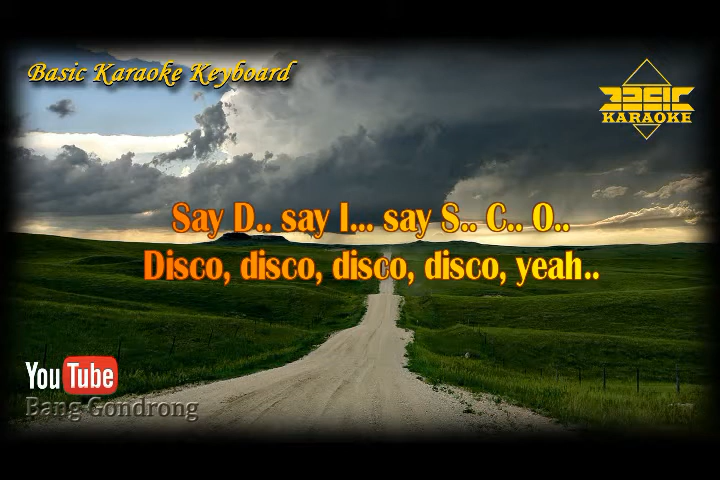 Basic Karaoke Keyboard
BASIC
KARAOKE
Say D.. say I... say S.. C.. O..
Disco, disco, disco, disco, yeah..
YouTube
Bang Gondrong